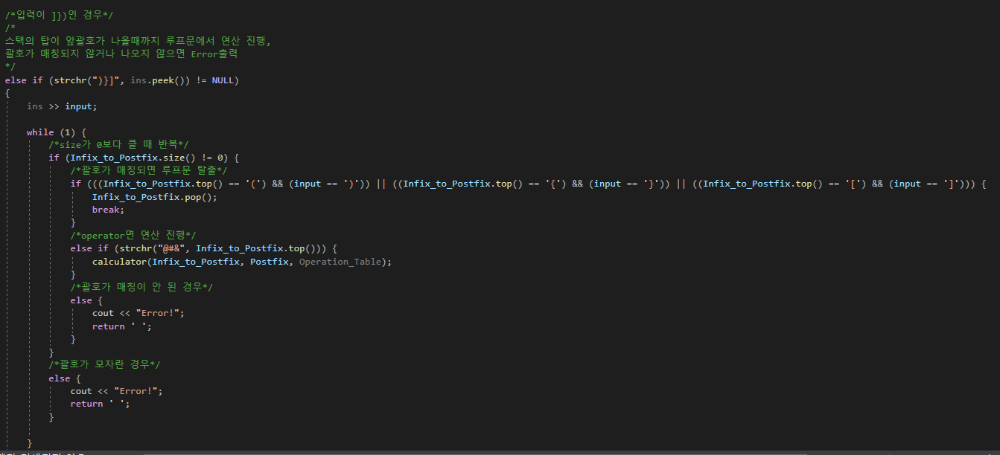 /*입력이 ]})인 경우*/
/*
스택의 탑이 앞괄호가 나올때까지 루프문에서 연산 진행,
괄호가 매칭되지 않거나 나오지 않으면 Error출력
*/
else if (strchr(")}]", ins.peek()) != NULL)
{
ins >> input;
while (1) {
/*size가 0보다 클 때 반복*/
if (Infix_to_Postfix.size() != 0) {
/*괄호가 매칭되면 루프문 탈출*/
if (((Infix_to_Postfix.top() == '(') && (input == ')')) || ((Infix_to_Postfix.top() == '{') && (input == '}')) || ((Infix_to_Postfix.top() == '[') && (input == ']'))) {
Infix_to_Postfix.pop();
break;
}
/*operator면 연산 진행*/
else if (strchr("@#&", Infix_to_Postfix.top())) {
calculator(Infix_to_Postfix, Postfix, Operation_Table);
}
/*괄호가 매칭이 안 된 경우*/
else {
cout << "Error!";
return ' ';
}
}
/*괄호가 모자란 경우*/
else {
cout << "Error!";
return ' ';
}
}